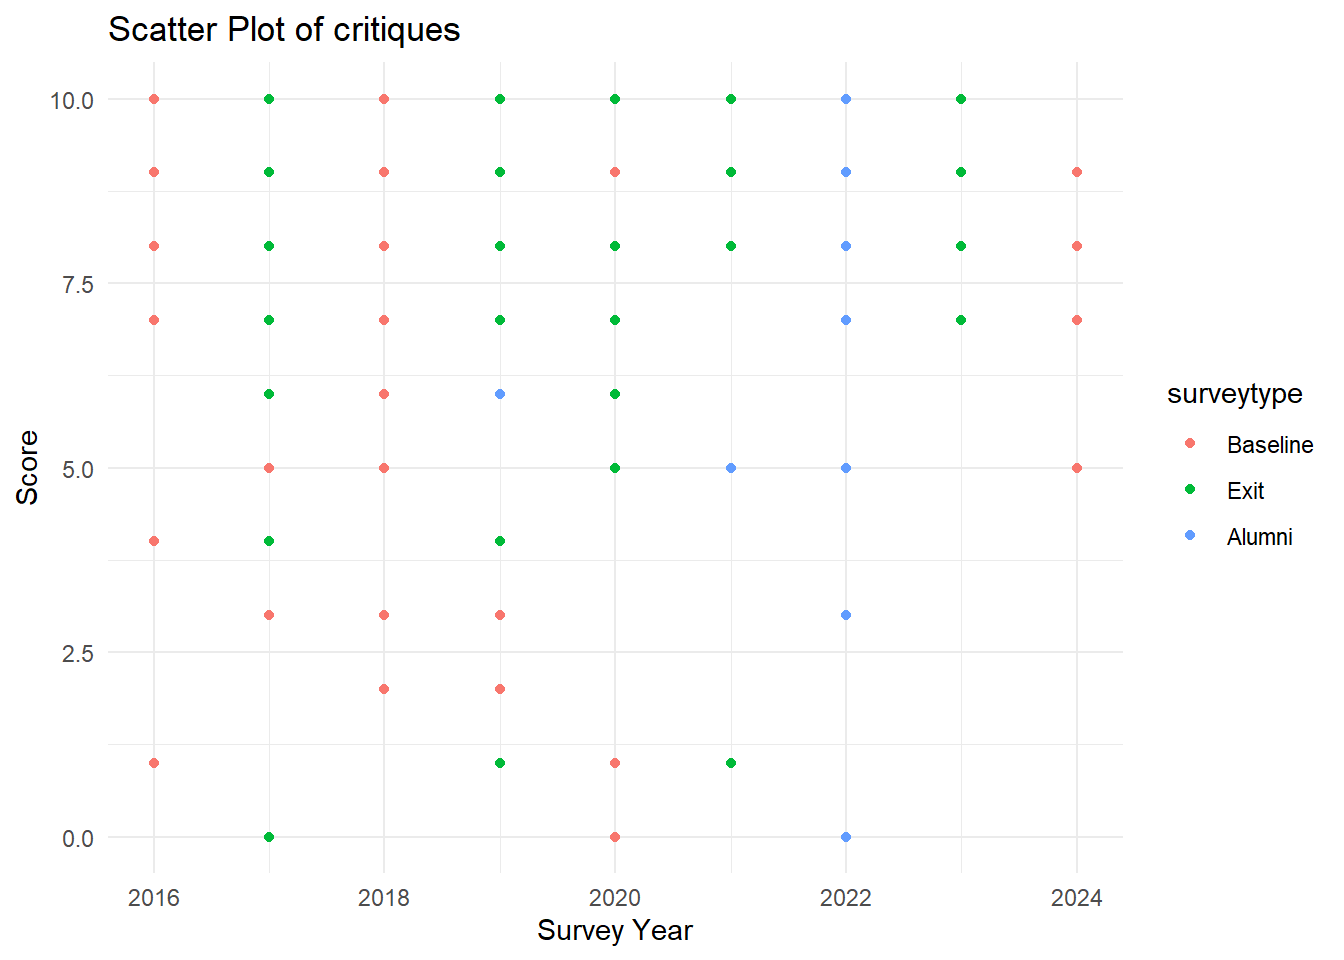 Scatter Plot of critiques
10.0
7.5
5.0
2.5
0.0
Score
2016 2018 2020 2022 2024
Survey Year
surveytype
Baseline
Exit
Alumni